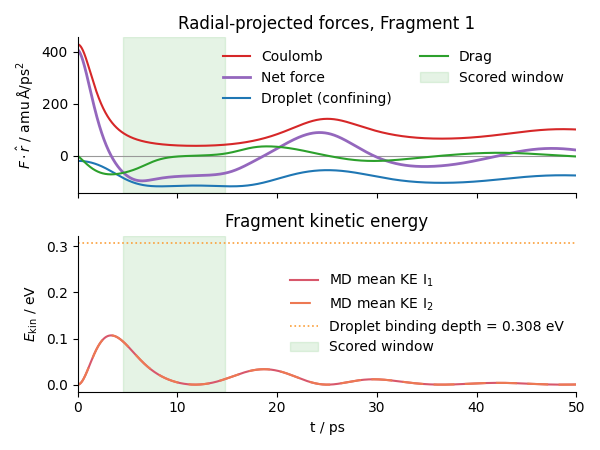 Radial-projected forces, Fragment 1
F · r̂ / amu Å/ps²
400
200
0
Coulomb
Net force
Droplet (confining)
Drag
Scored window
Fragment kinetic energy
E_kin / eV
0.3
0.2
0.1
0.0
MD mean KE I₁
MD mean KE I₂
Droplet binding depth = 0.308 eV
Scored window
0 10 20 30 40 50
t / ps